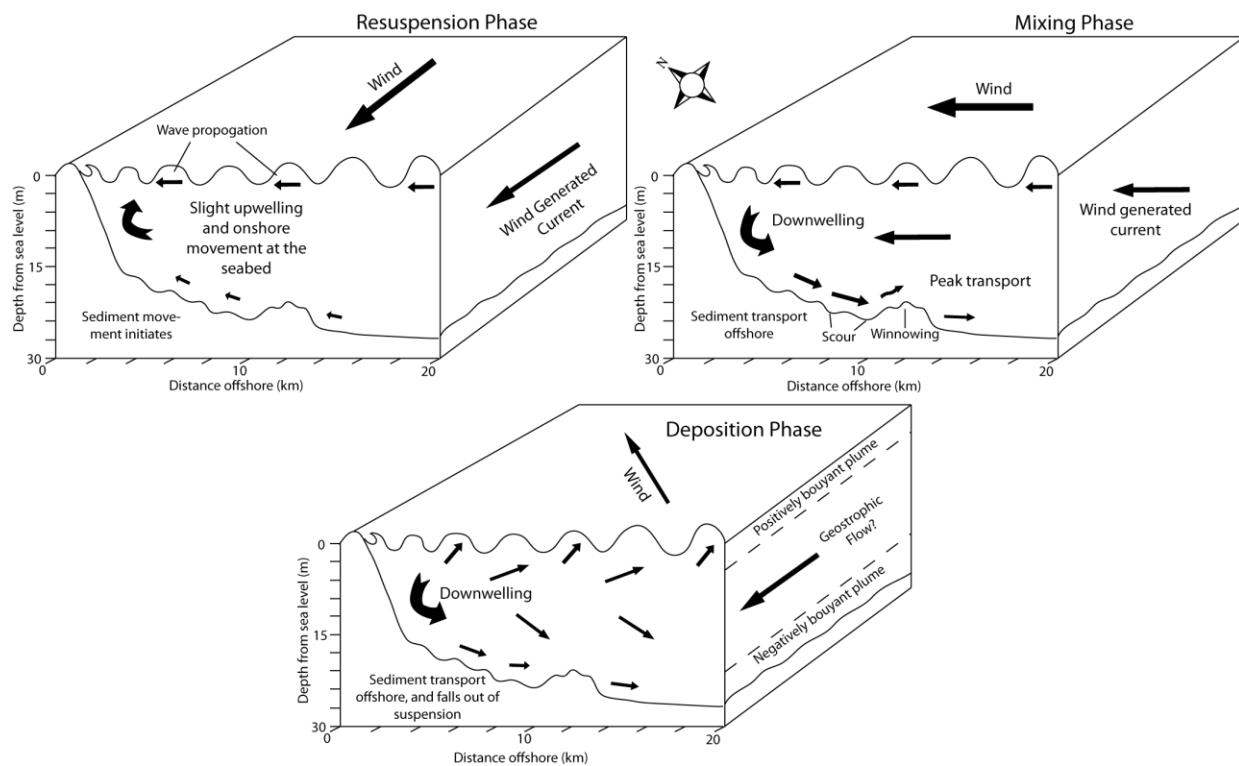 Resuspension Phase
Wind
Wave propogation
0
15
30
Depth from sea level (m)
Slight upwelling
and onshore
movement at the
seabed
Wind Generated
Current
Sediment move-
ment initiates
0
10
20
Distance offshore (km)
N
Mixing Phase
Wind
0
15
30
Depth from sea level (m)
Downwelling
Wind generated
current
Peak transport
Sediment transport
offshore
Scour
Winnowing
0
10
20
Distance offshore (km)
Deposition Phase
Wind
0
15
30
Depth from sea level (m)
Downwelling
Positively bouyant plume
Geostrophic
Flow?
Negatively bouyant plume
Sediment transport
offshore, and falls out of
suspension
0
10
20
Distance offshore (km)